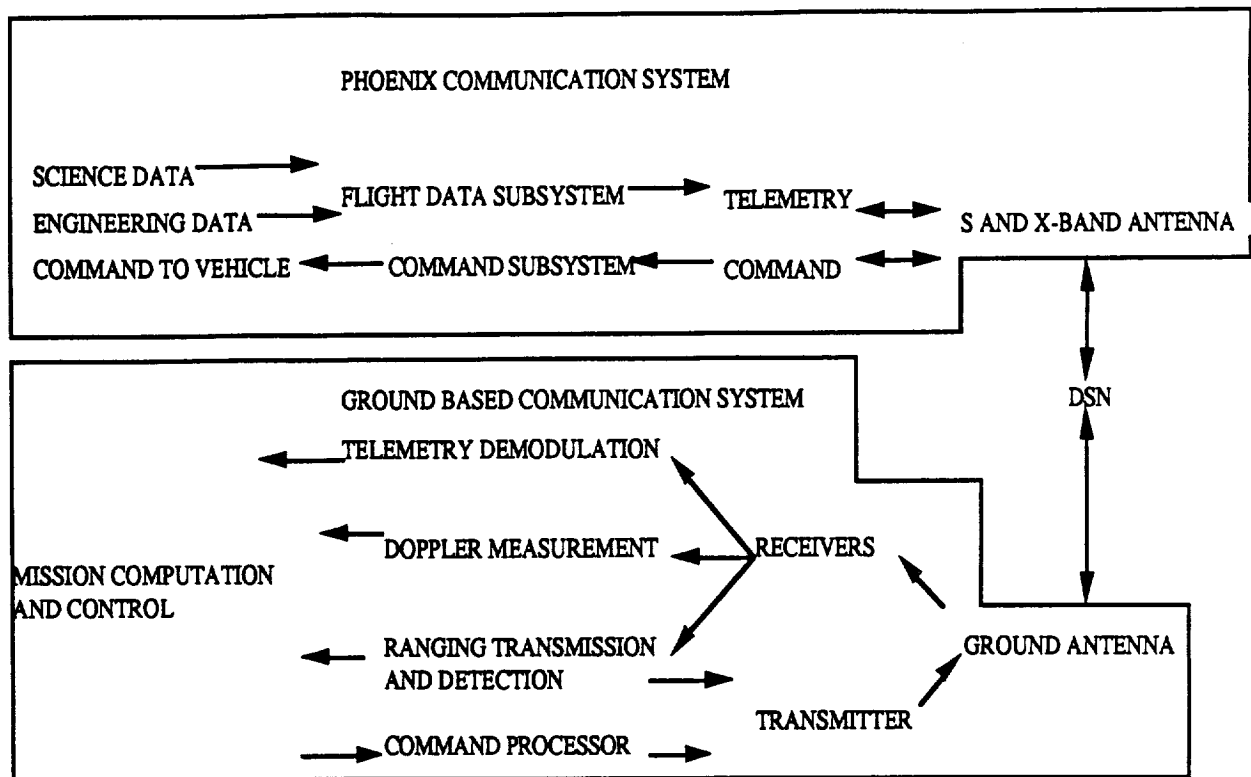 PHOENIX COMMUNICATION SYSTEM
SCIENCE DATA
FLIGHT DATA SUBSYSTEM
TELEMETRY
ENGINEERING DATA
S AND X-BAND ANTENNA
COMMAND TO VEHICLE
COMMAND SUBSYSTEM
COMMAND
DSN
GROUND BASED COMMUNICATION SYSTEM
TELEMETRY DEMODULATION
DOPPLER MEASUREMENT
RECEIVERS
MISSION COMPUTATION
AND CONTROL
RANGING TRANSMISSION
AND DETECTION
GROUND ANTENNA
TRANSMITTER
COMMAND PROCESSOR